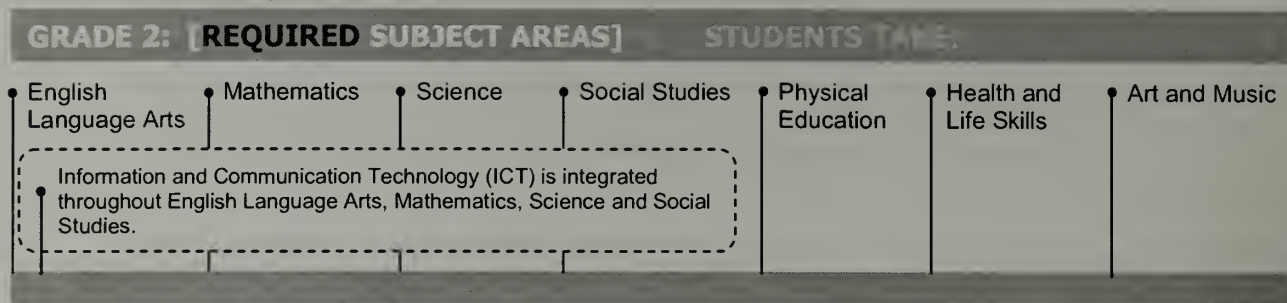 GRADE 2: [REQUIRED SUBJECT AREAS] STUDENTS TAKE:
English
Language Arts
Mathematics
Science
Social Studies
Physical
Education
Health and
Life Skills
Art and Music
Information and Communication Technology (ICT) is integrated
throughout English Language Arts, Mathematics, Science and Social
Studies.